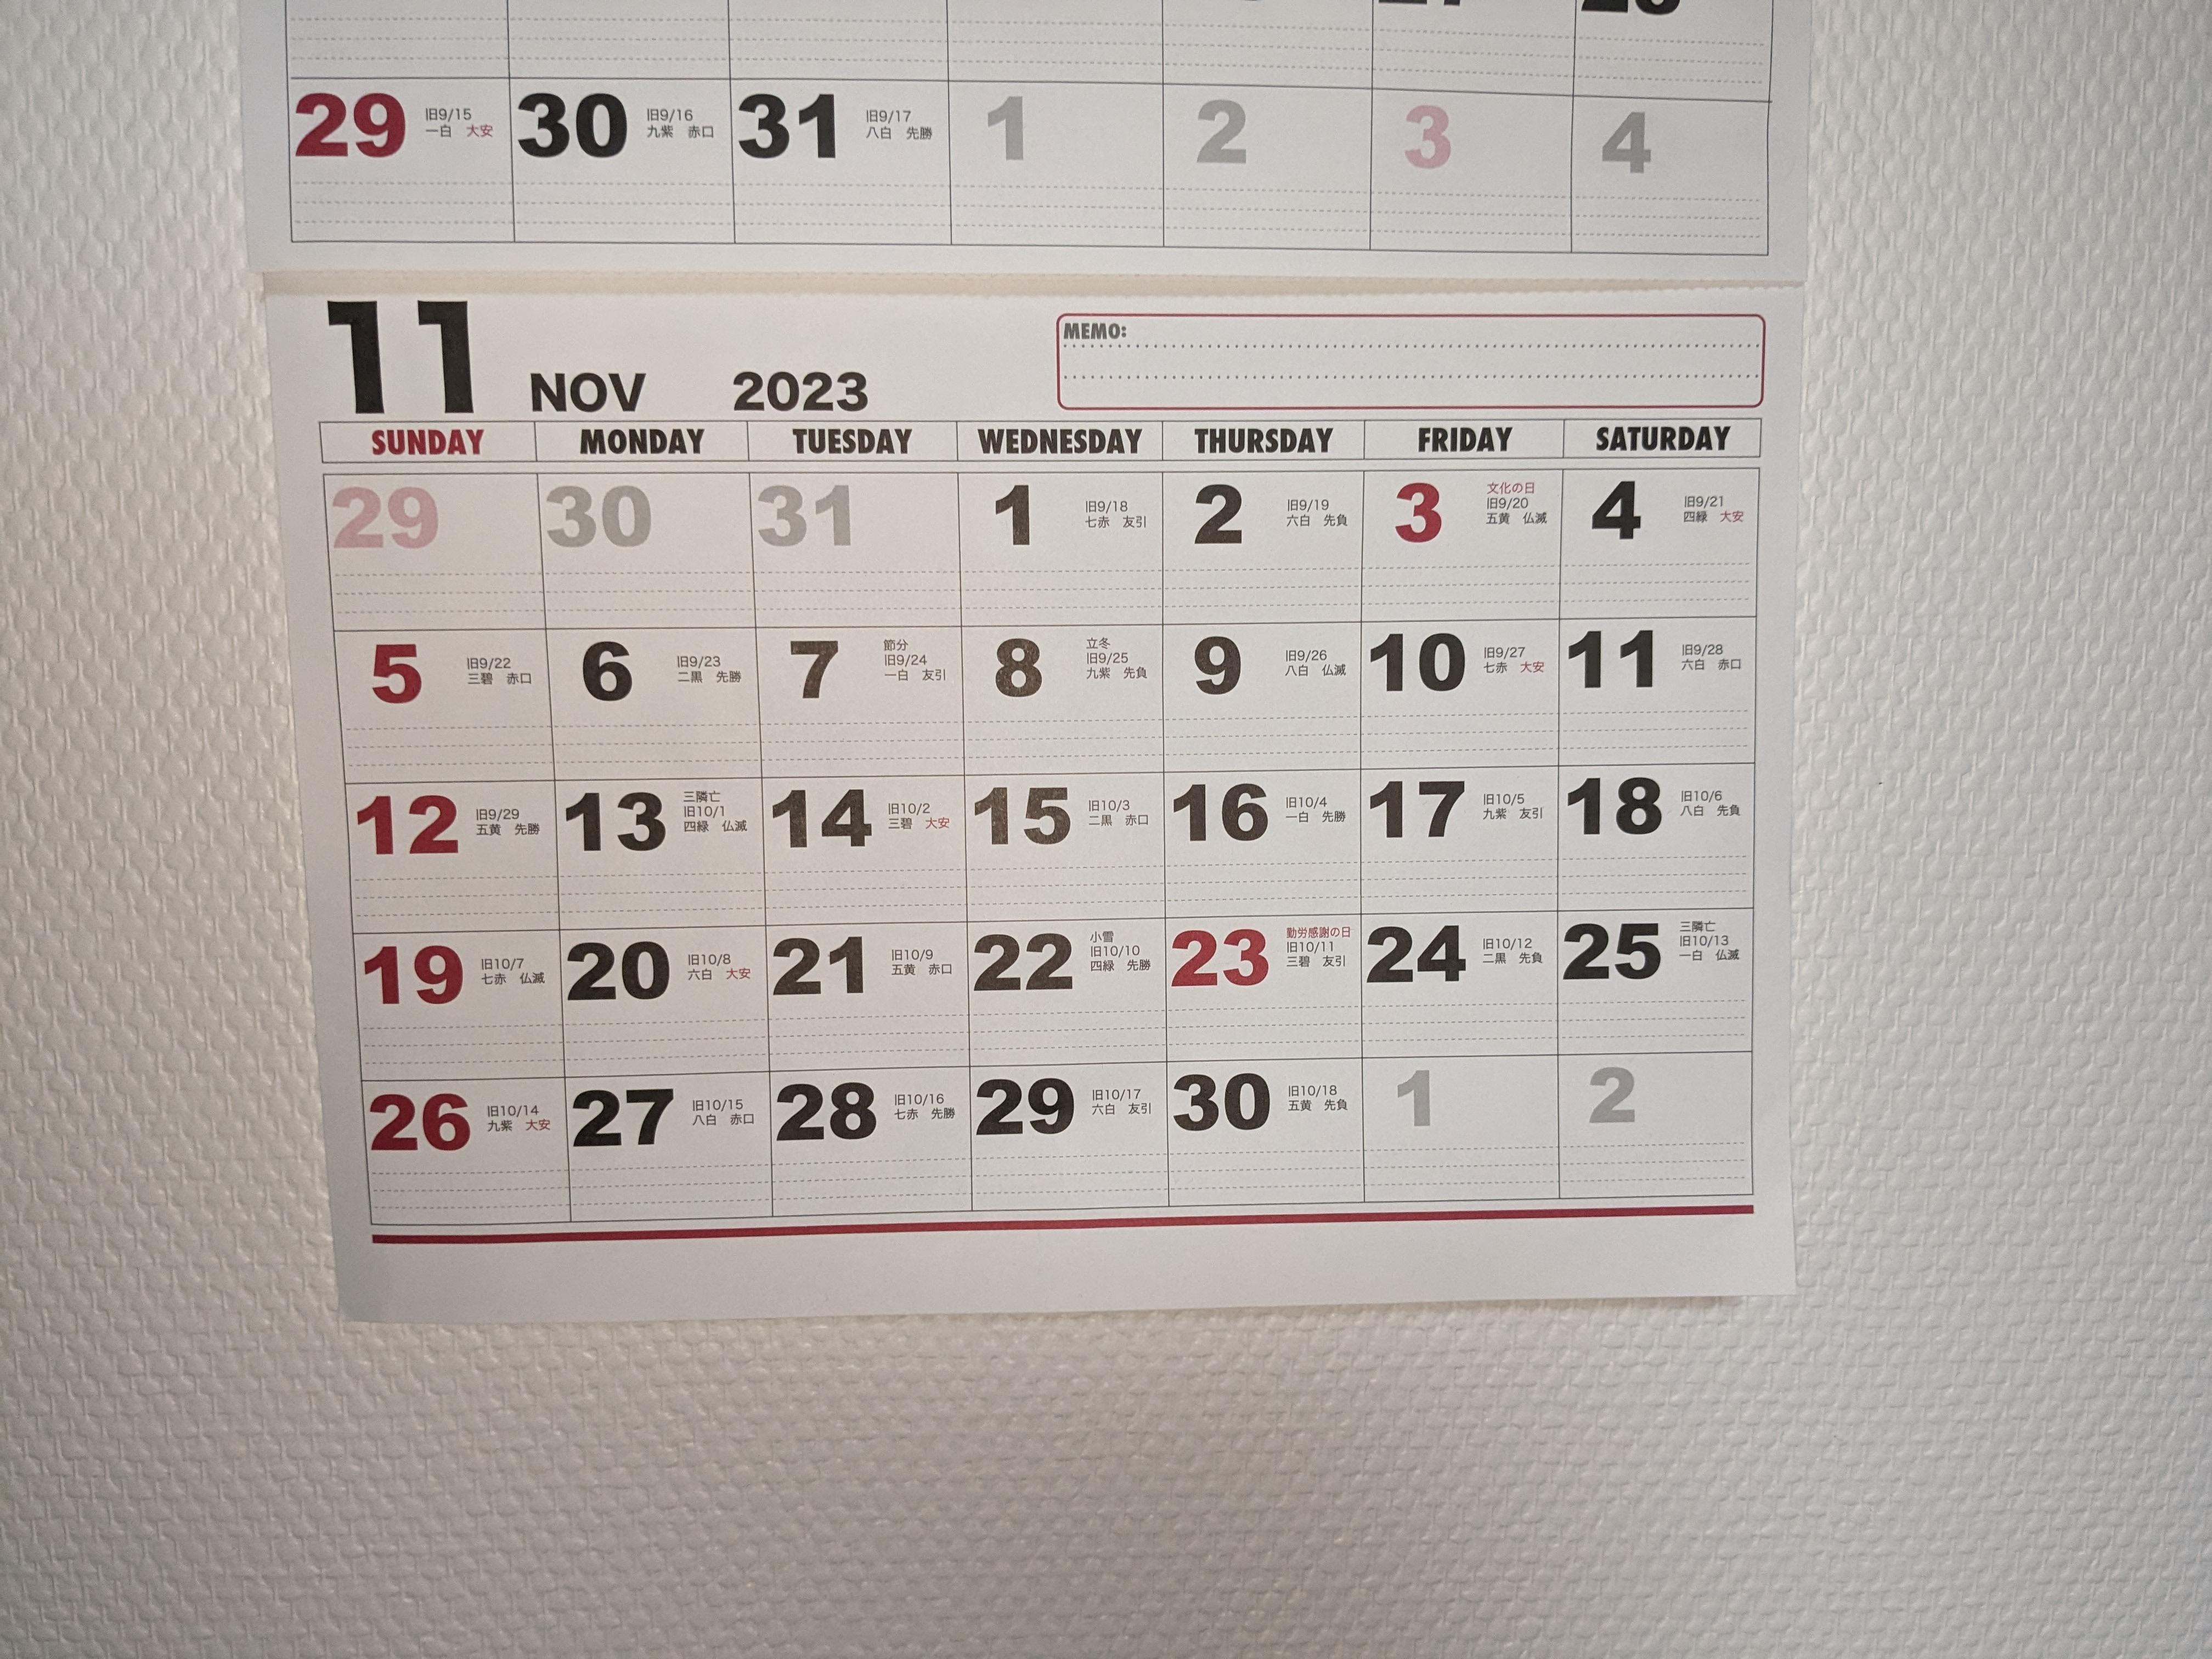 29 旧9/15 30 旧9/16 31 旧9/17 1 2 3 4
一白 大安 九紫 赤口 八白 先勝
11 NOV 2023
MEMO:
SUNDAY MONDAY TUESDAY WEDNESDAY THURSDAY FRIDAY SATURDAY
文化の日
29 30 31 1 旧9/18 2 旧9/19 3 旧9/20 4 旧9/21
七赤 友引 六白 先負 五黄 仏滅 四緑 大安
節分 立冬
5 旧9/22 6 旧9/23 7 旧9/24 8 旧9/25 9 旧9/26 10 旧9/27 11 旧9/28
三碧 赤口 二黒 先勝 一白 友引 九紫 先負 八白 仏滅 七赤 大安 六白 赤口
三隣亡
12 旧9/29 13 旧10/1 14 旧10/2 15 旧10/3 16 旧10/4 17 旧10/5 18 旧10/6
五黄 先勝 四緑 仏滅 三碧 大安 二黒 赤口 一白 先勝 九紫 友引 八白 先負
小雪 勤労感謝の日 三隣亡
19 旧10/7 20 旧10/8 21 旧10/9 22 旧10/10 23 旧10/11 24 旧10/12 25 旧10/13
七赤 仏滅 六白 大安 五黄 赤口 四緑 先勝 三碧 友引 二黒 先負 一白 仏滅
26 旧10/14 27 旧10/15 28 旧10/16 29 旧10/17 30 旧10/18 1 2
九紫 大安 八白 赤口 七赤 先勝 六白 友引 五黄 先負